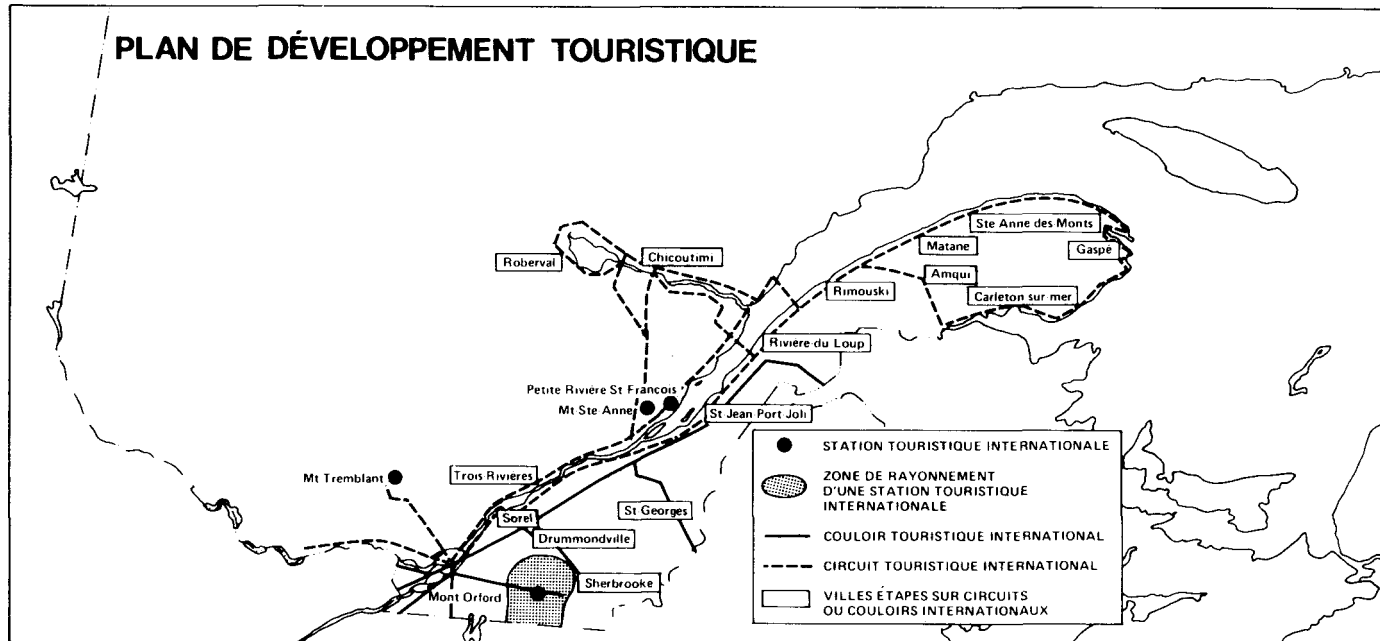 PLAN DE DÉVELOPPEMENT TOURISTIQUE
Ste Anne des Monts
Matane
Gaspé
Roberval
Chicoutimi
Amqui
Rimouski
Carleton sur-mer
Rivière-du Loup
Petite Rivière St François
Mt Ste-Anne
St-Jean-Port Joli
STATION TOURISTIQUE INTERNATIONALE
ZONE DE RAYONNEMENT
D'UNE STATION TOURISTIQUE
INTERNATIONALE
Mt Tremblant
Trois-Rivières
Sorel
St-Georges
Drummondville
COULOIR TOURISTIQUE INTERNATIONAL
CIRCUIT TOURISTIQUE INTERNATIONAL
Sherbrooke
Mont Orford
VILLES ÉTAPES SUR CIRCUITS
OU COULOIRS INTERNATIONAUX